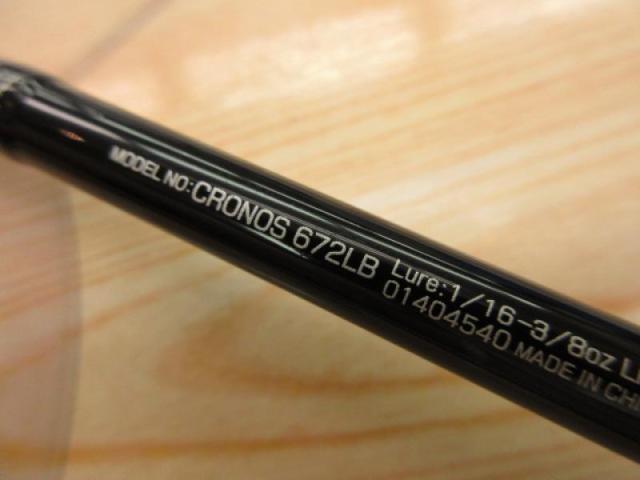 MODEL NO:CRONOS 672LB Lure:1/16-3/8oz
01404540 MADE IN